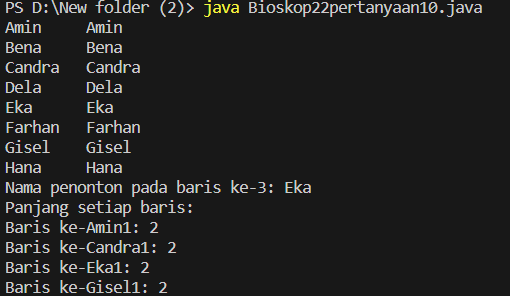 PS D:\New folder (2)> java Bioskop22pertanyaan10.java
Amin    Amin
Bena    Bena
Candra  Candra
Dela    Dela
Eka     Eka
Farhan  Farhan
Gisel   Gisel
Hana    Hana
Nama penonton pada baris ke-3: Eka
Panjang setiap baris:
Baris ke-Amin1: 2
Baris ke-Candra1: 2
Baris ke-Eka1: 2
Baris ke-Gisel1: 2